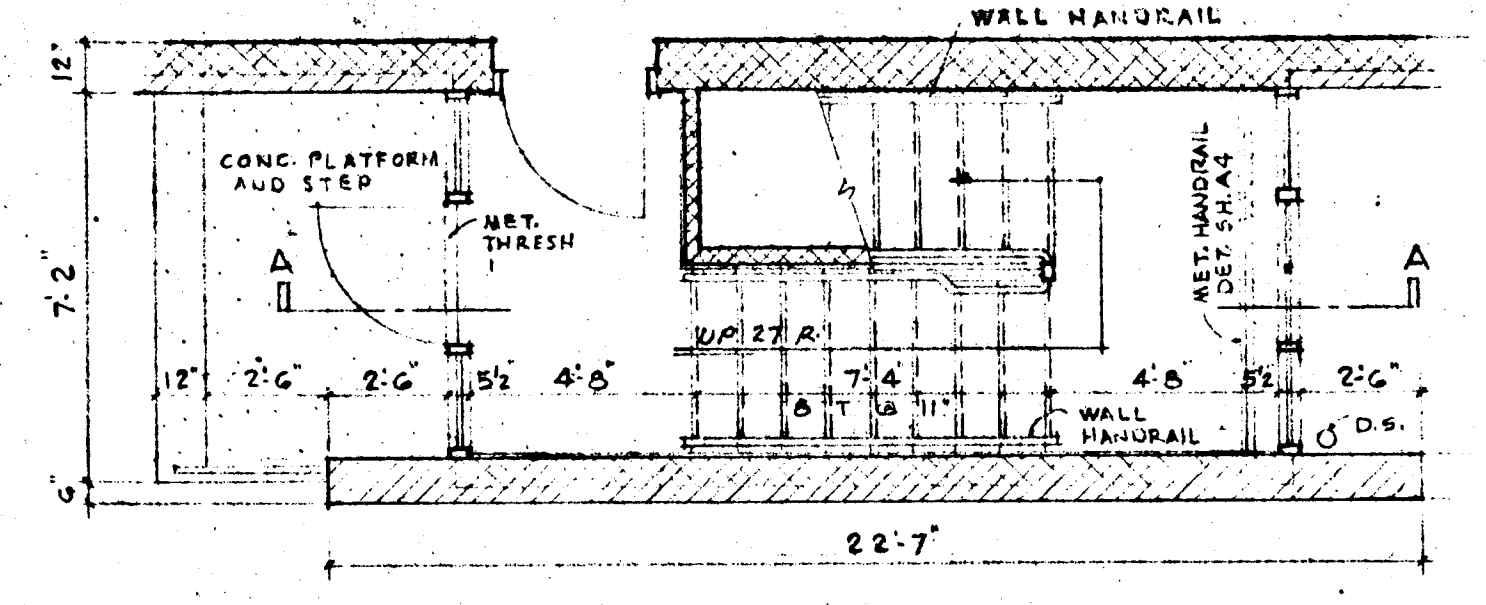 WALL HANDRAIL
12"
CONC. PLATFORM
AND STEP
MET.
THRESH
MET. HANDRAIL
DET. SH. A4
A
A
7'-2"
UP 27 R.
12"
2'-6"
2'-6"
5½"
4'-8"
7'-4"
4'-8"
5½
2'-6"
8 T @ 11"
WALL
HANDRAIL
D.S.
6"
22'-7"